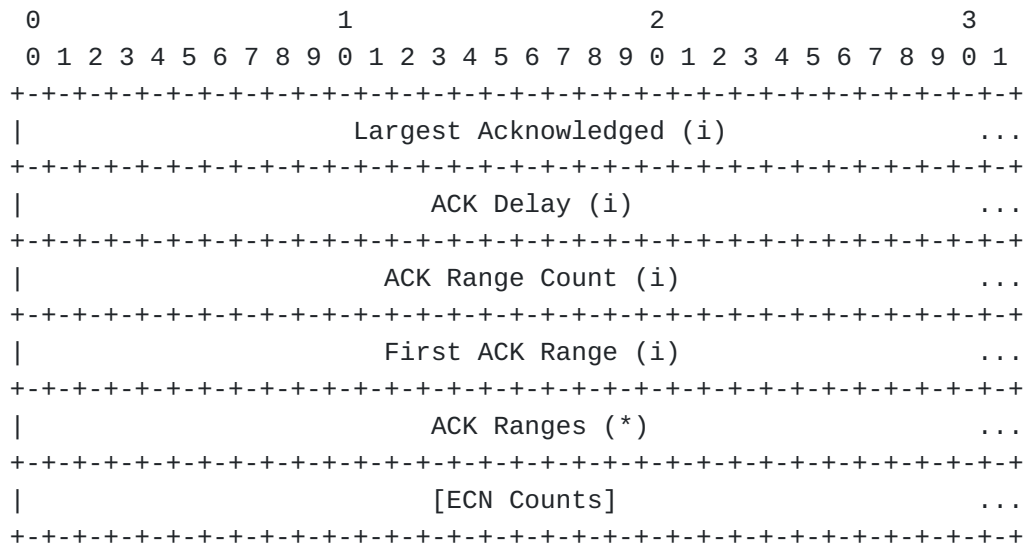 0                   1                   2                   3
 0 1 2 3 4 5 6 7 8 9 0 1 2 3 4 5 6 7 8 9 0 1 2 3 4 5 6 7 8 9 0 1
+-+-+-+-+-+-+-+-+-+-+-+-+-+-+-+-+-+-+-+-+-+-+-+-+-+-+-+-+-+-+-+-+
|                     Largest Acknowledged (i)                ...
+-+-+-+-+-+-+-+-+-+-+-+-+-+-+-+-+-+-+-+-+-+-+-+-+-+-+-+-+-+-+-+-+
|                          ACK Delay (i)                      ...
+-+-+-+-+-+-+-+-+-+-+-+-+-+-+-+-+-+-+-+-+-+-+-+-+-+-+-+-+-+-+-+-+
|                       ACK Range Count (i)                   ...
+-+-+-+-+-+-+-+-+-+-+-+-+-+-+-+-+-+-+-+-+-+-+-+-+-+-+-+-+-+-+-+-+
|                       First ACK Range (i)                   ...
+-+-+-+-+-+-+-+-+-+-+-+-+-+-+-+-+-+-+-+-+-+-+-+-+-+-+-+-+-+-+-+-+
|                          ACK Ranges (*)                     ...
+-+-+-+-+-+-+-+-+-+-+-+-+-+-+-+-+-+-+-+-+-+-+-+-+-+-+-+-+-+-+-+-+
|                          [ECN Counts]                       ...
+-+-+-+-+-+-+-+-+-+-+-+-+-+-+-+-+-+-+-+-+-+-+-+-+-+-+-+-+-+-+-+-+